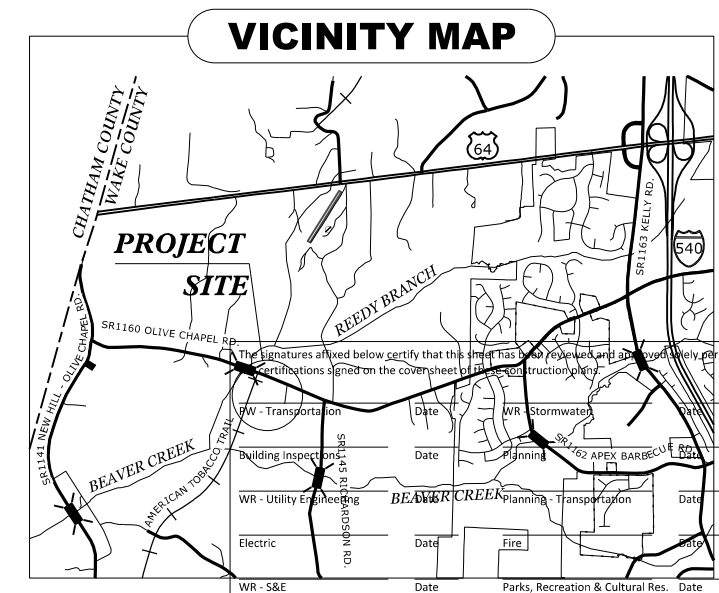 VICINITY MAP
CHATHAM COUNTY
WAKE COUNTY
64
SR1163 KELLY RD.
540
PROJECT
SITE
REEDY BRANCH
SR1160 OLIVE CHAPEL RD.
SR1141 NEW HILL - OLIVE CHAPEL RD.
The signatures affixed below certify that this sheet has been reviewed and approved solely per
certifications signed on the cover sheet of these construction plans.
PW - Transportation Date WR - Stormwater Date
Building Inspections Date Planning Date
SR1162 APEX BARBECUE RD.
BEAVER CREEK
AMERICAN TOBACCO TRAIL
SR1145 RICHARDSON RD.
WR - Utility Engineering Date Planning - Transportation Date
BEAVER CREEK
Electric Date Fire Date
WR - S&E Date Parks, Recreation & Cultural Res. Date